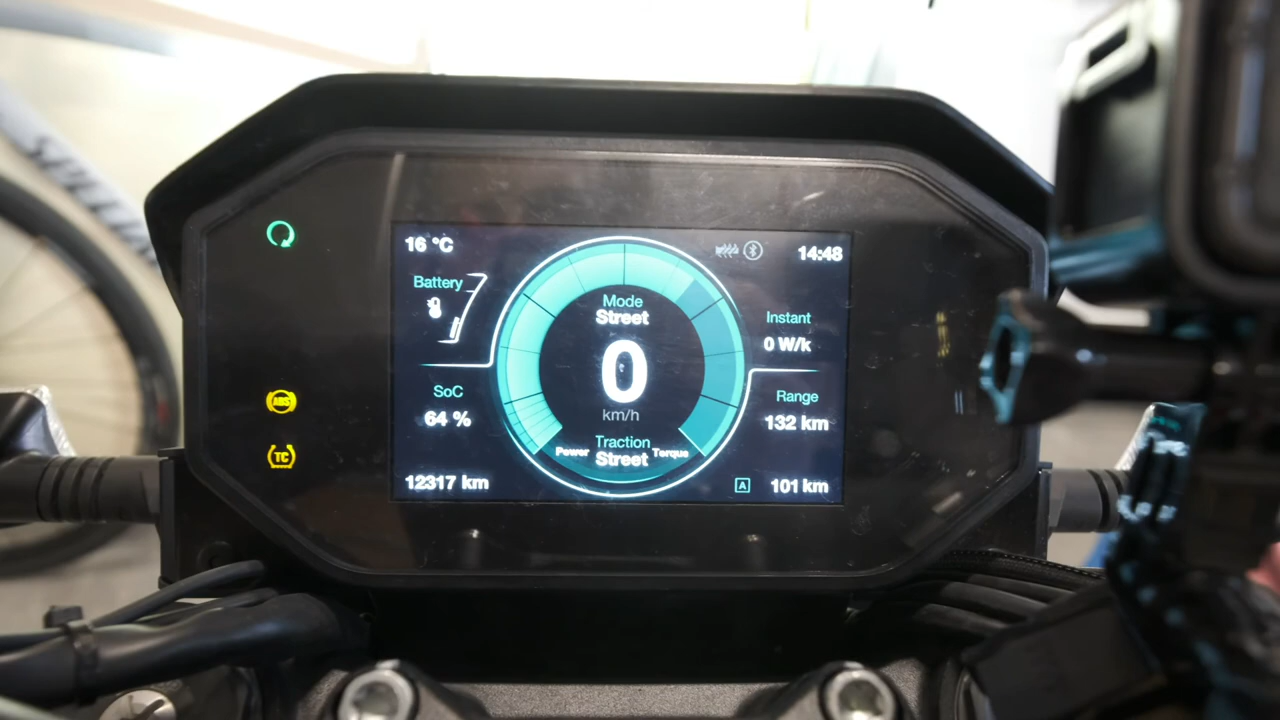 16 °C
14:48
Battery
Mode
Street
Instant
0 W/k
0
km/h
SoC
64 %
Range
132 km
ABS
TC
Traction
Power Street Torque
12317 km
A 101 km